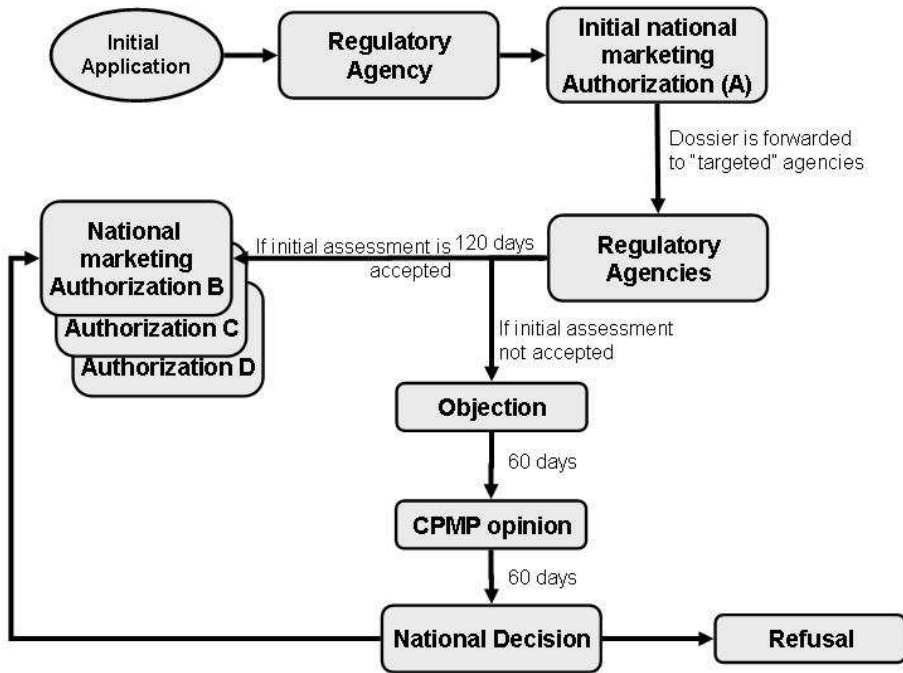 Initial
Application
Regulatory
Agency
Initial national
marketing
Authorization (A)
Dossier is forwarded
to "targeted" agencies
National
marketing
Authorization B
Authorization C
Authorization D
If initial assessment is
accepted
120 days
Regulatory
Agencies
If initial assessment
not accepted
Objection
60 days
CPMP opinion
60 days
National Decision
Refusal